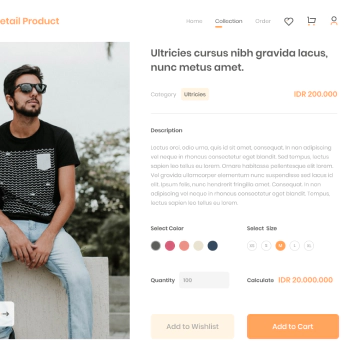 etail Product
Home Collection Order
Ultricies cursus nibh gravida lacus,
nunc metus amet.
Category Ultricies IDR 200.000
Description
Lectus orci, odio urna, quis id at amet, consequat. In non adipiscing
vel neque in rhoncus consectetur eget blandit. Sed tempus, lectus
sapien leo tellus eu lorem. Ornare habitasse pellentesque elit lorem.
Vel gravida ullamcorper elementum nunc suspendisse sed lacus id
elit. Ipsum felis, nunc hendrerit fringilla amet. Consequat in non
adipiscing vel neque in rhoncus consectetur eget blandit. Tempus,
lectus sapien leo tellus eu lorem.
Select Color Select Size
M L XL
Quantity 100 Calculate IDR 20.000.000
Add to Wishlist Add to Cart